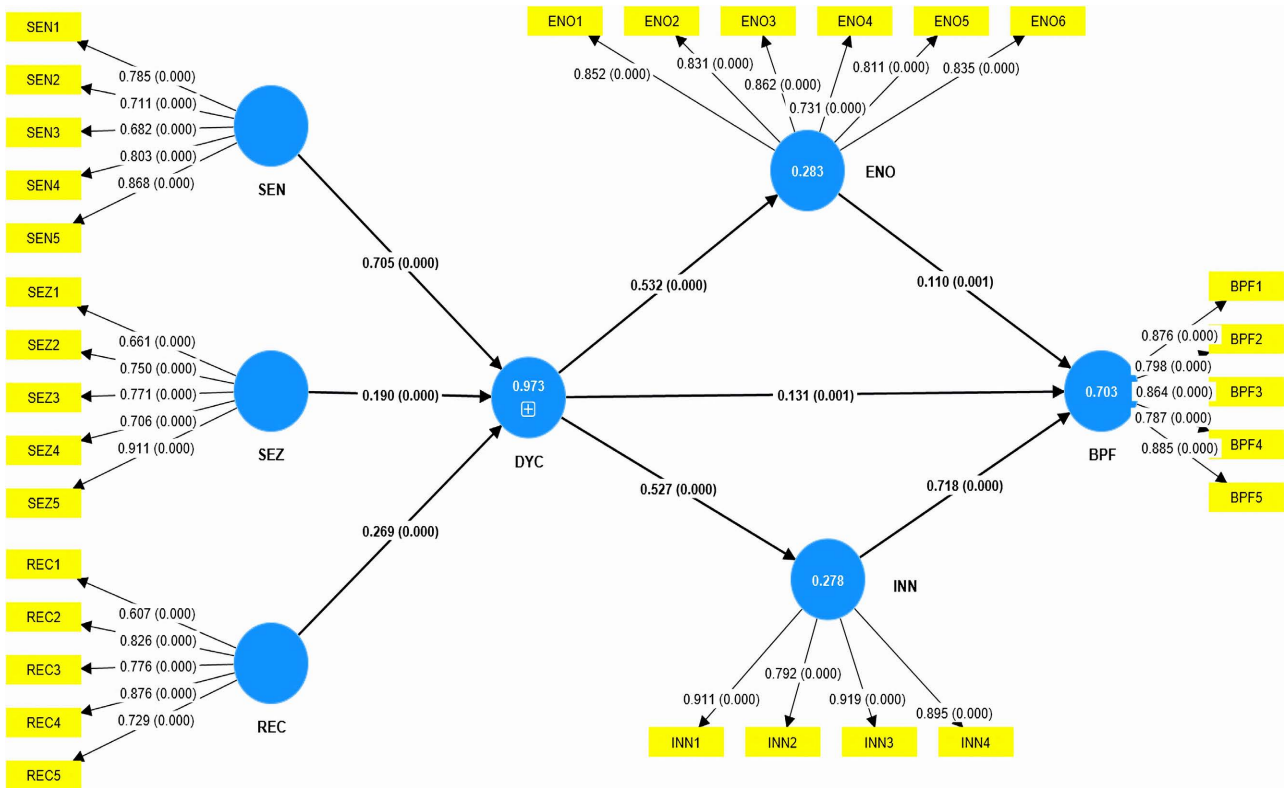 SEN1
SEN2
SEN3
SEN4
SEN5
0.785 (0.000)
0.711 (0.000)
0.682 (0.000)
0.803 (0.000)
0.868 (0.000)
SEN
SEZ1
SEZ2
SEZ3
SEZ4
SEZ5
0.661 (0.000)
0.750 (0.000)
0.771 (0.000)
0.706 (0.000)
0.911 (0.000)
SEZ
REC1
REC2
REC3
REC4
REC5
0.607 (0.000)
0.826 (0.000)
0.776 (0.000)
0.876 (0.000)
0.729 (0.000)
REC
0.705 (0.000)
0.190 (0.000)
0.269 (0.000)
0.973
DYC
ENO1
ENO2
ENO3
ENO4
ENO5
ENO6
0.852 (0.000)
0.831 (0.000)
0.862 (0.000)
0.731 (0.000)
0.811 (0.000)
0.835 (0.000)
0.283
ENO
0.532 (0.000)
0.110 (0.001)
0.131 (0.001)
0.527 (0.000)
0.718 (0.000)
0.278
INN
0.911 (0.000)
0.792 (0.000)
0.919 (0.000)
0.895 (0.000)
INN1
INN2
INN3
INN4
0.703
BPF
0.876 (0.000)
0.798 (0.000)
0.864 (0.000)
0.787 (0.000)
0.885 (0.000)
BPF1
BPF2
BPF3
BPF4
BPF5